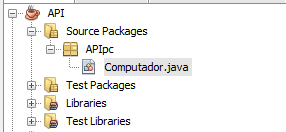 API
Source Packages
APIpc
Computador.java
Test Packages
Libraries
Test Libraries